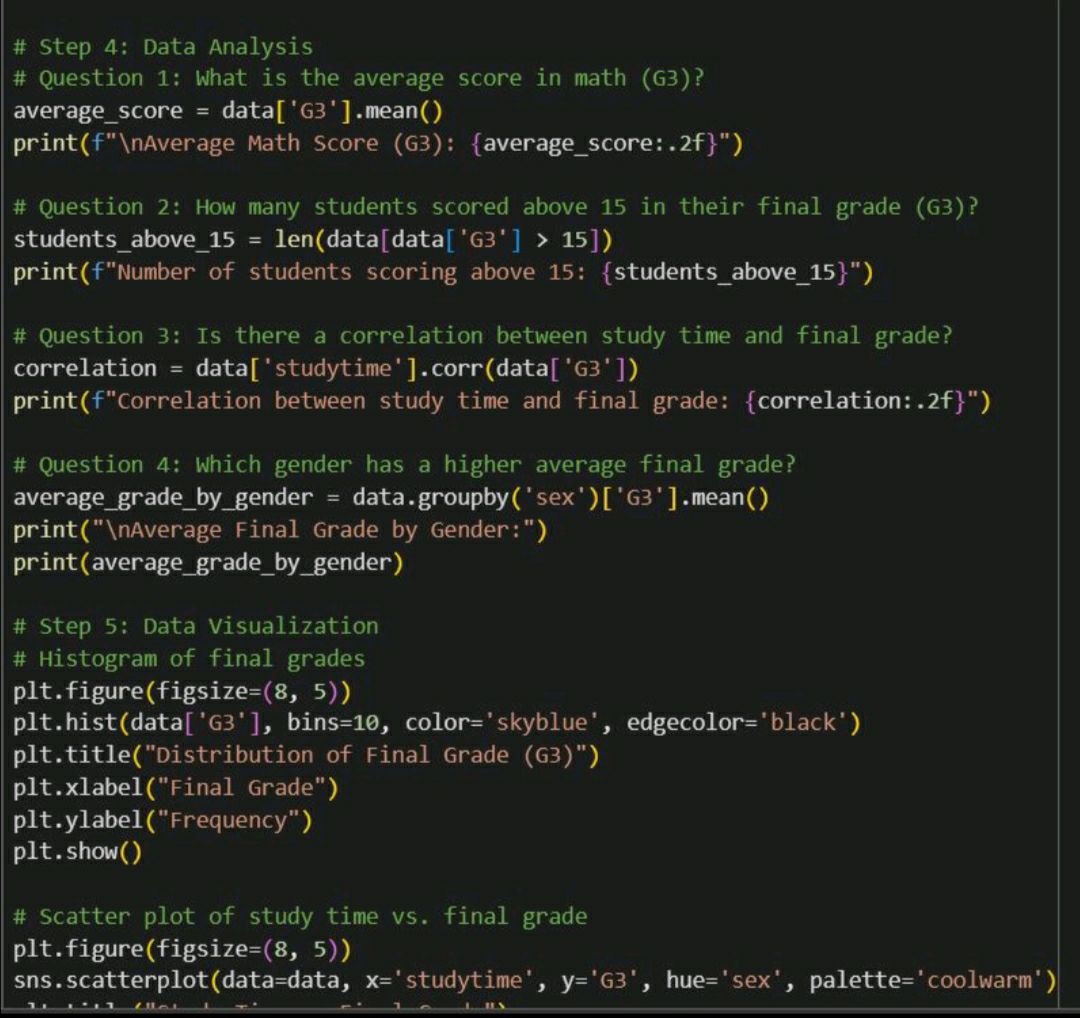 # Step 4: Data Analysis
# Question 1: What is the average score in math (G3)?
average_score = data['G3'].mean()
print(f"\nAverage Math Score (G3): {average_score:.2f}")
# Question 2: How many students scored above 15 in their final grade (G3)?
students_above_15 = len(data[data['G3'] > 15])
print(f"Number of students scoring above 15: {students_above_15}")
# Question 3: Is there a correlation between study time and final grade?
correlation = data['studytime'].corr(data['G3'])
print(f"Correlation between study time and final grade: {correlation:.2f}")
# Question 4: Which gender has a higher average final grade?
average_grade_by_gender = data.groupby('sex')['G3'].mean()
print("\nAverage Final Grade by Gender:")
print(average_grade_by_gender)
# Step 5: Data Visualization
# Histogram of final grades
plt.figure(figsize=(8, 5))
plt.hist(data['G3'], bins=10, color='skyblue', edgecolor='black')
plt.title("Distribution of Final Grade (G3)")
plt.xlabel("Final Grade")
plt.ylabel("Frequency")
plt.show()
# Scatter plot of study time vs. final grade
plt.figure(figsize=(8, 5))
sns.scatterplot(data=data, x='studytime', y='G3', hue='sex', palette='coolwarm')